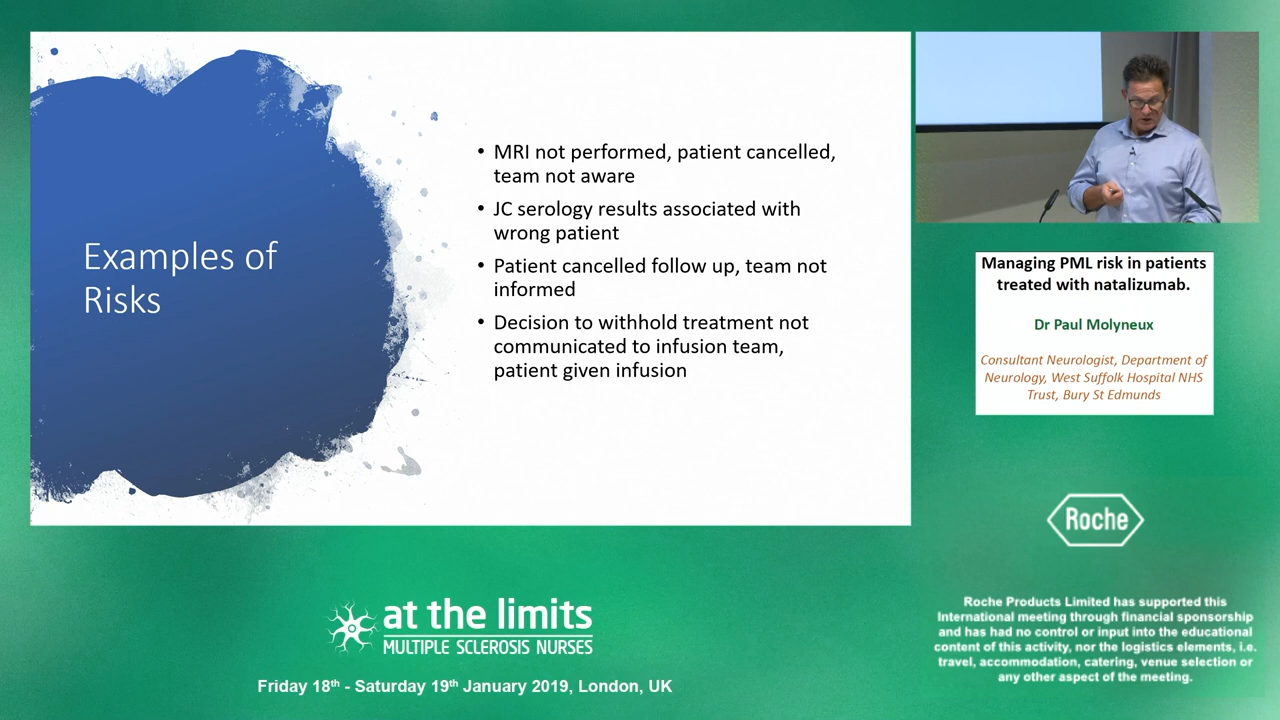 Examples of
Risks
• MRI not performed, patient cancelled,
team not aware
• JC serology results associated with
wrong patient
• Patient cancelled follow up, team not
informed
• Decision to withhold treatment not
communicated to infusion team,
patient given infusion
Managing PML risk in patients
treated with natalizumab.
Dr Paul Molyneux
Consultant Neurologist, Department of
Neurology, West Suffolk Hospital NHS
Trust, Bury St Edmunds
Roche
Roche Products Limited has supported this
International meeting through financial sponsorship
and has had no control or input into the educational
content of this activity, nor the logistics elements, i.e.
travel, accommodation, catering, venue selection or
any other aspect of the meeting.
at the limits
MULTIPLE SCLEROSIS NURSES
Friday 18th - Saturday 19th January 2019, London, UK